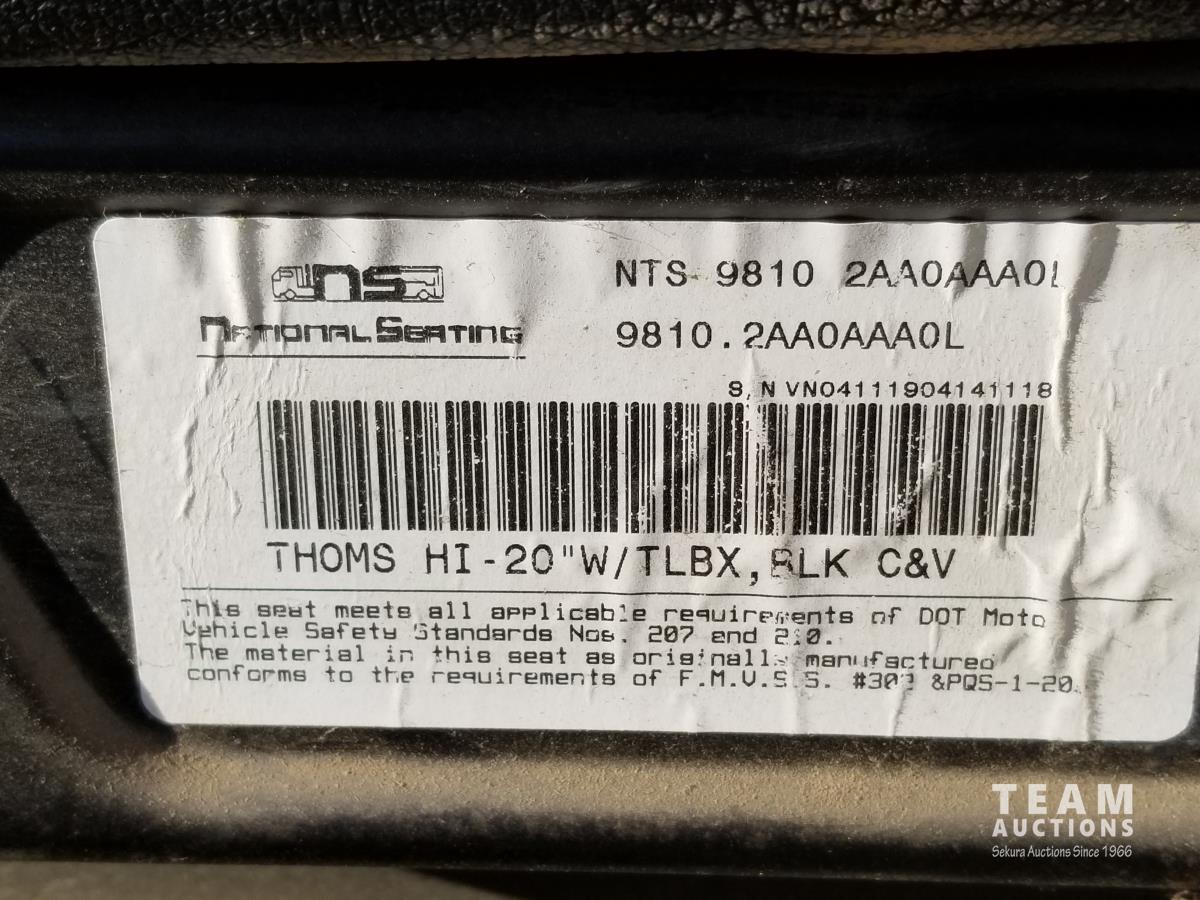 ns
NATIONAL SEATING
NTS 9810 2AA0AAA0L
9810.2AA0AAA0L
S/N VN04111904141118
THOMS HI-20"W/TLBX,BLK C&V
This seat meets all applicable requirements of DOT Moto
Vehicle Safety Standards Nos. 207 and 210.
The material in this seat as originally manufactured
conforms to the requirements of F.M.V.S.S. #302 &PQS-1-20.
TEAM
AUCTIONS
Sekura Auctions Since 1966